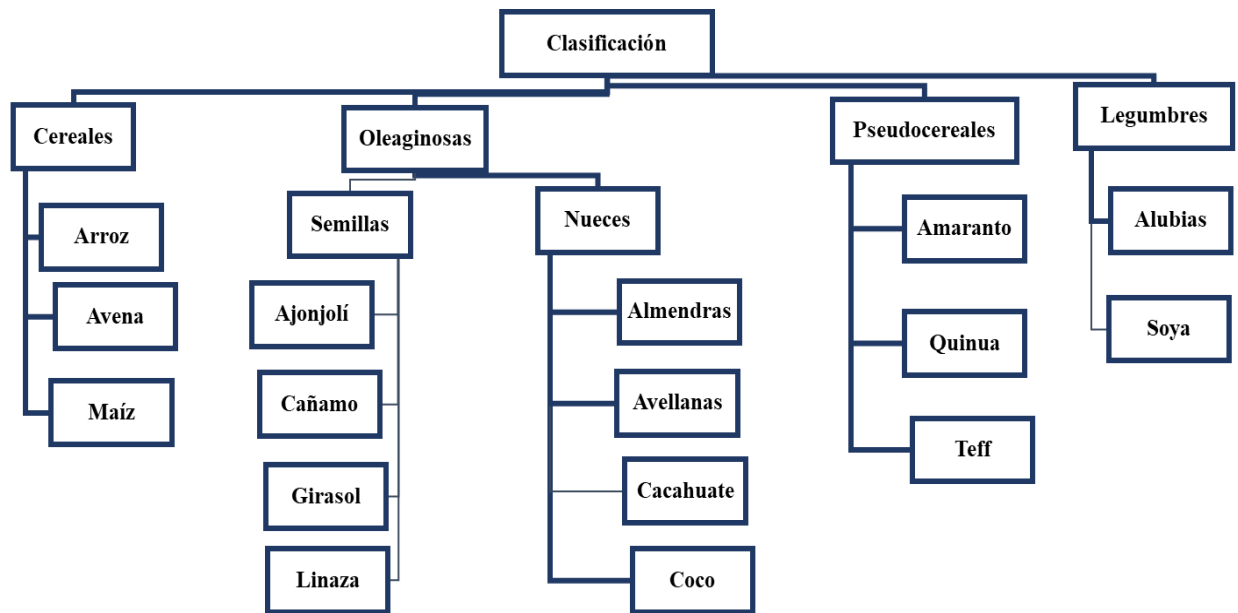 Clasificación
Cereales
Arroz
Avena
Maíz
Oleaginosas
Semillas
Ajonjolí
Cañamo
Girasol
Linaza
Nueces
Almendras
Avellanas
Cacahuate
Coco
Pseudocereales
Amaranto
Quinua
Teff
Legumbres
Alubias
Soya